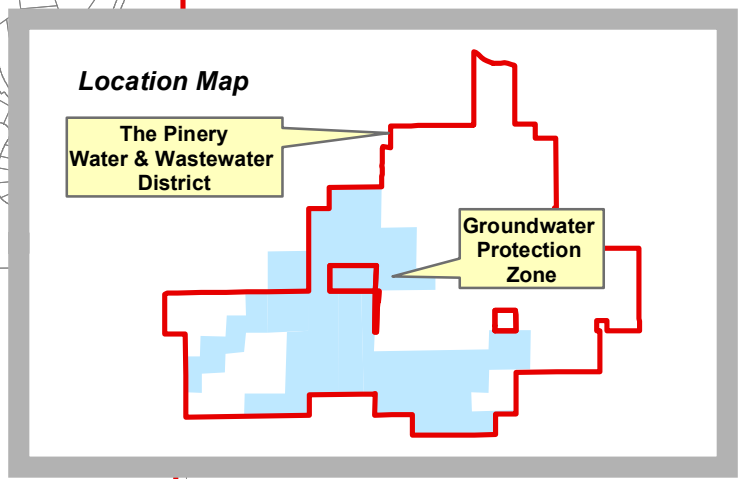 Location Map
The Pinery
Water & Wastewater
District
Groundwater
Protection
Zone